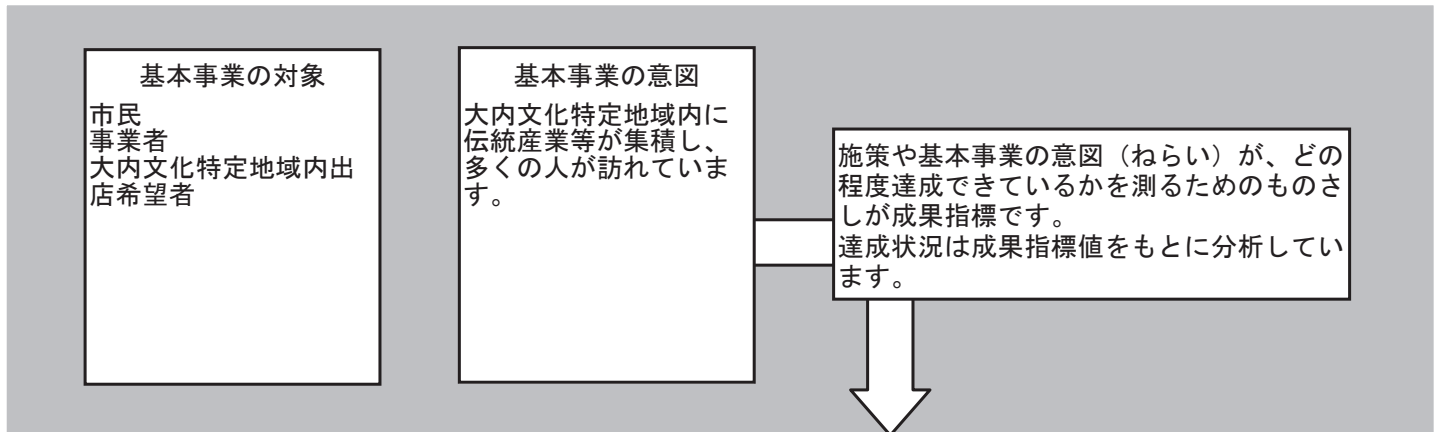 基本事業の対象
市民
事業者
大内文化特定地域内出
店希望者
基本事業の意図
大内文化特定地域内に
伝統産業等が集積し、
多くの人が訪れていま
す。
施策や基本事業の意図（ねらい）が、どの
程度達成できているかを測るためのものさ
しが成果指標です。
達成状況は成果指標値をもとに分析してい
ます。